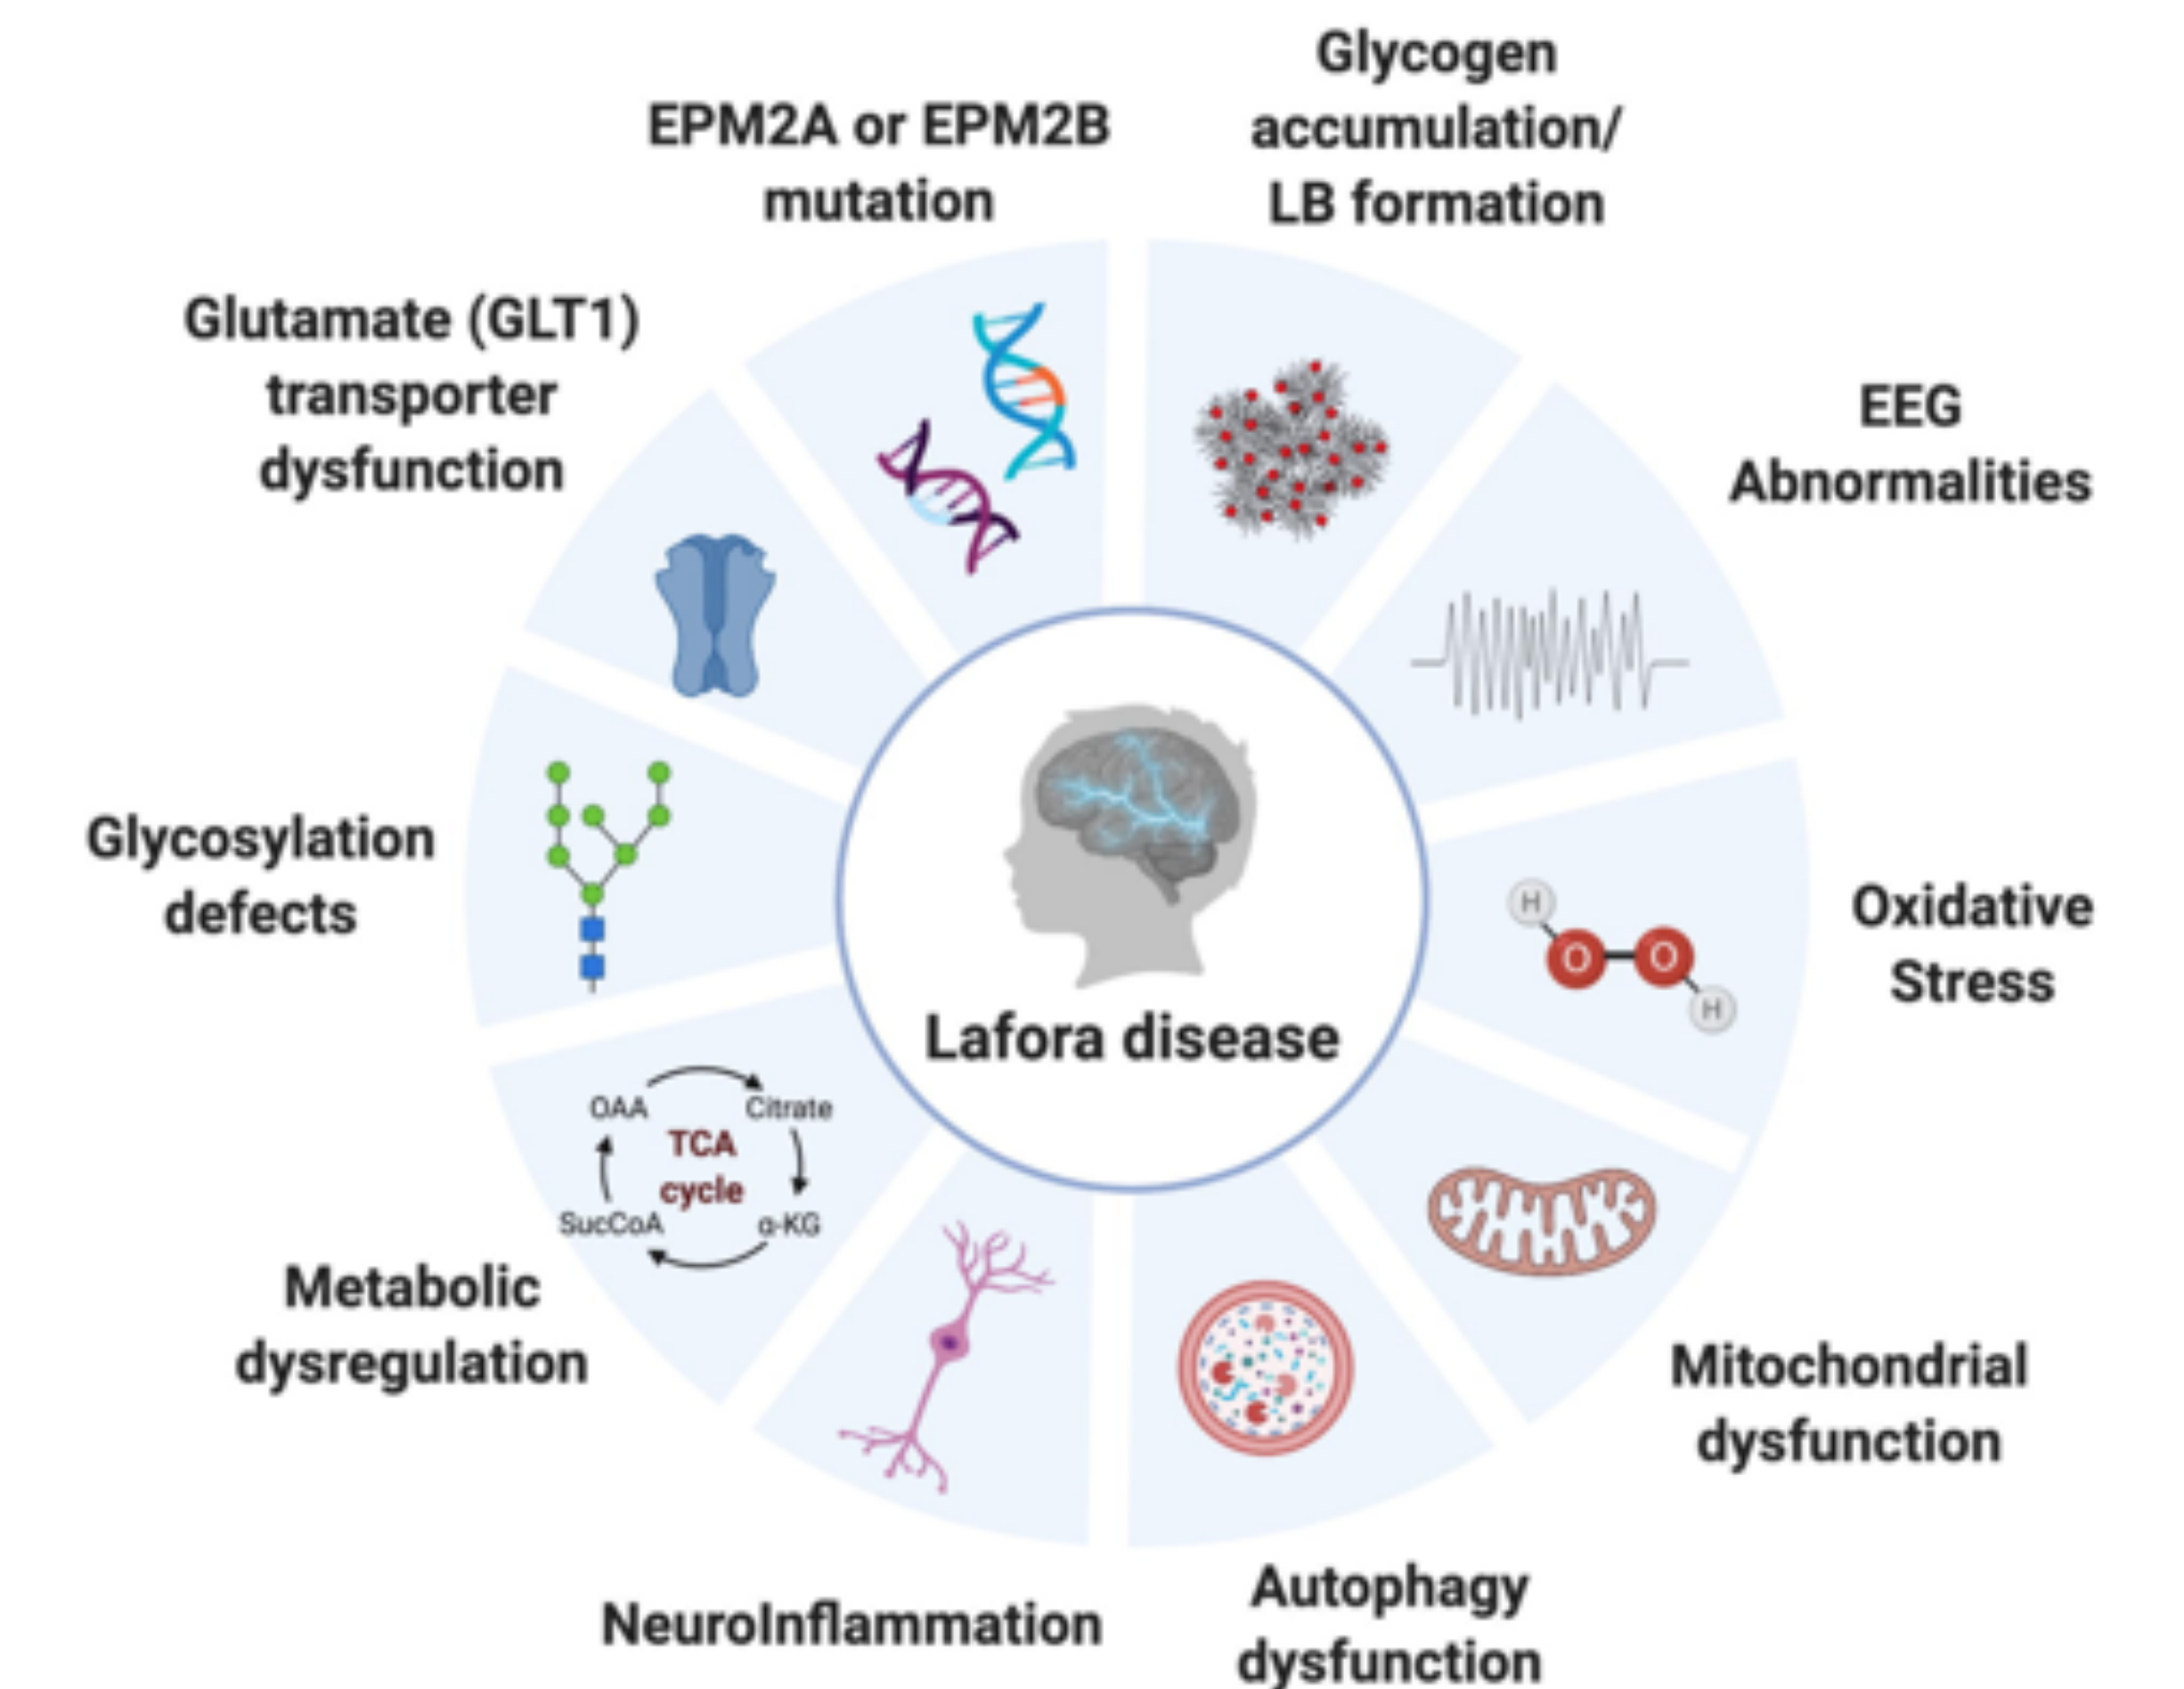 Glycogen
accumulation/
LB formation
EPM2A or EPM2B
mutation
Glutamate (GLT1)
transporter
dysfunction
EEG
Abnormalities
Glycosylation
defects
H
O
O
H
Oxidative
Stress
Lafora disease
OAA
Citrate
TCA
cycle
SucCoA
α-KG
Metabolic
dysregulation
Mitochondrial
dysfunction
NeuroInflammation
Autophagy
dysfunction